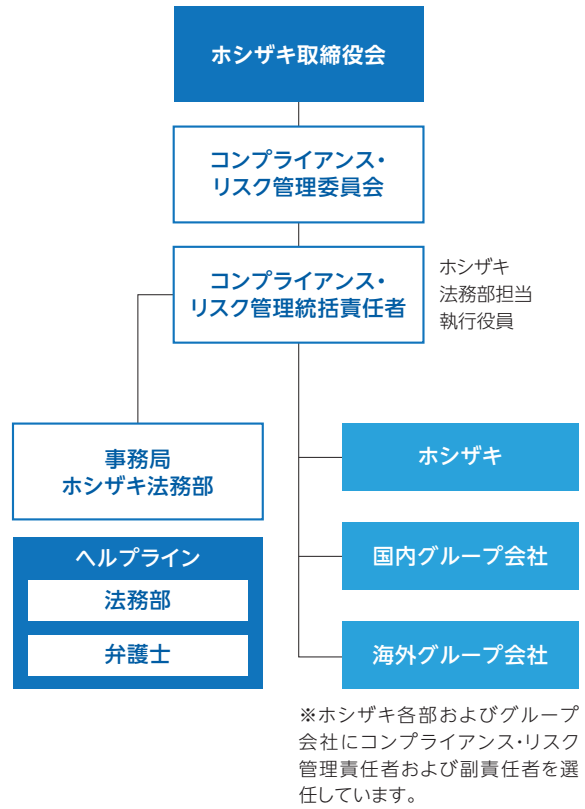 ホシザキ取締役会
コンプライアンス・
リスク管理委員会
コンプライアンス・
リスク管理統括責任者
ホシザキ
法務部担当
執行役員
事務局
ホシザキ法務部
ヘルプライン
法務部
弁護士
ホシザキ
国内グループ会社
海外グループ会社
※ホシザキ各部およびグループ
会社にコンプライアンス・リスク
管理責任者および副責任者を選
任しています。